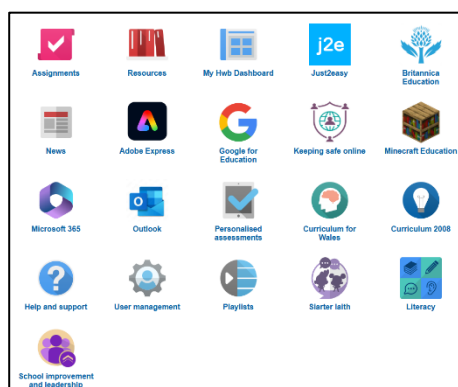 Assignments
Resources
My Hwb Dashboard
j2e
Just2easy
Britannica
Education
News
Adobe Express
Google for
Education
Keeping safe online
Minecraft Education
Microsoft 365
Outlook
Personalised
assessments
Curriculum for
Wales
Curriculum 2008
Help and support
User management
Playlists
Siarter Iaith
Literacy
School improvement
and leadership